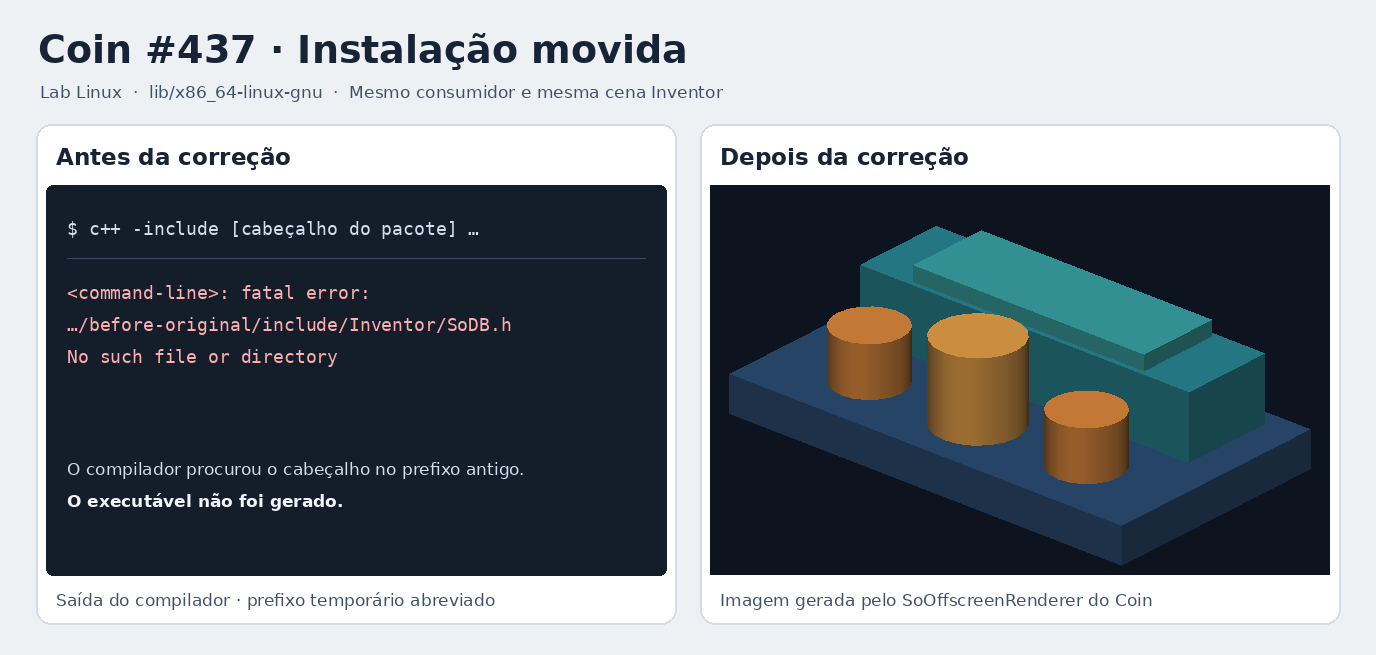 Coin #437 · Instalação movida
Lab Linux · lib/x86_64-linux-gnu · Mesmo consumidor e mesma cena Inventor
Antes da correção
$ c++ -include [cabeçalho do pacote] …
<command-line>: fatal error:
…/before-original/include/Inventor/SoDB.h
No such file or directory
O compilador procurou o cabeçalho no prefixo antigo.
O executável não foi gerado.
Saída do compilador · prefixo temporário abreviado
Depois da correção
Imagem gerada pelo SoOffscreenRenderer do Coin